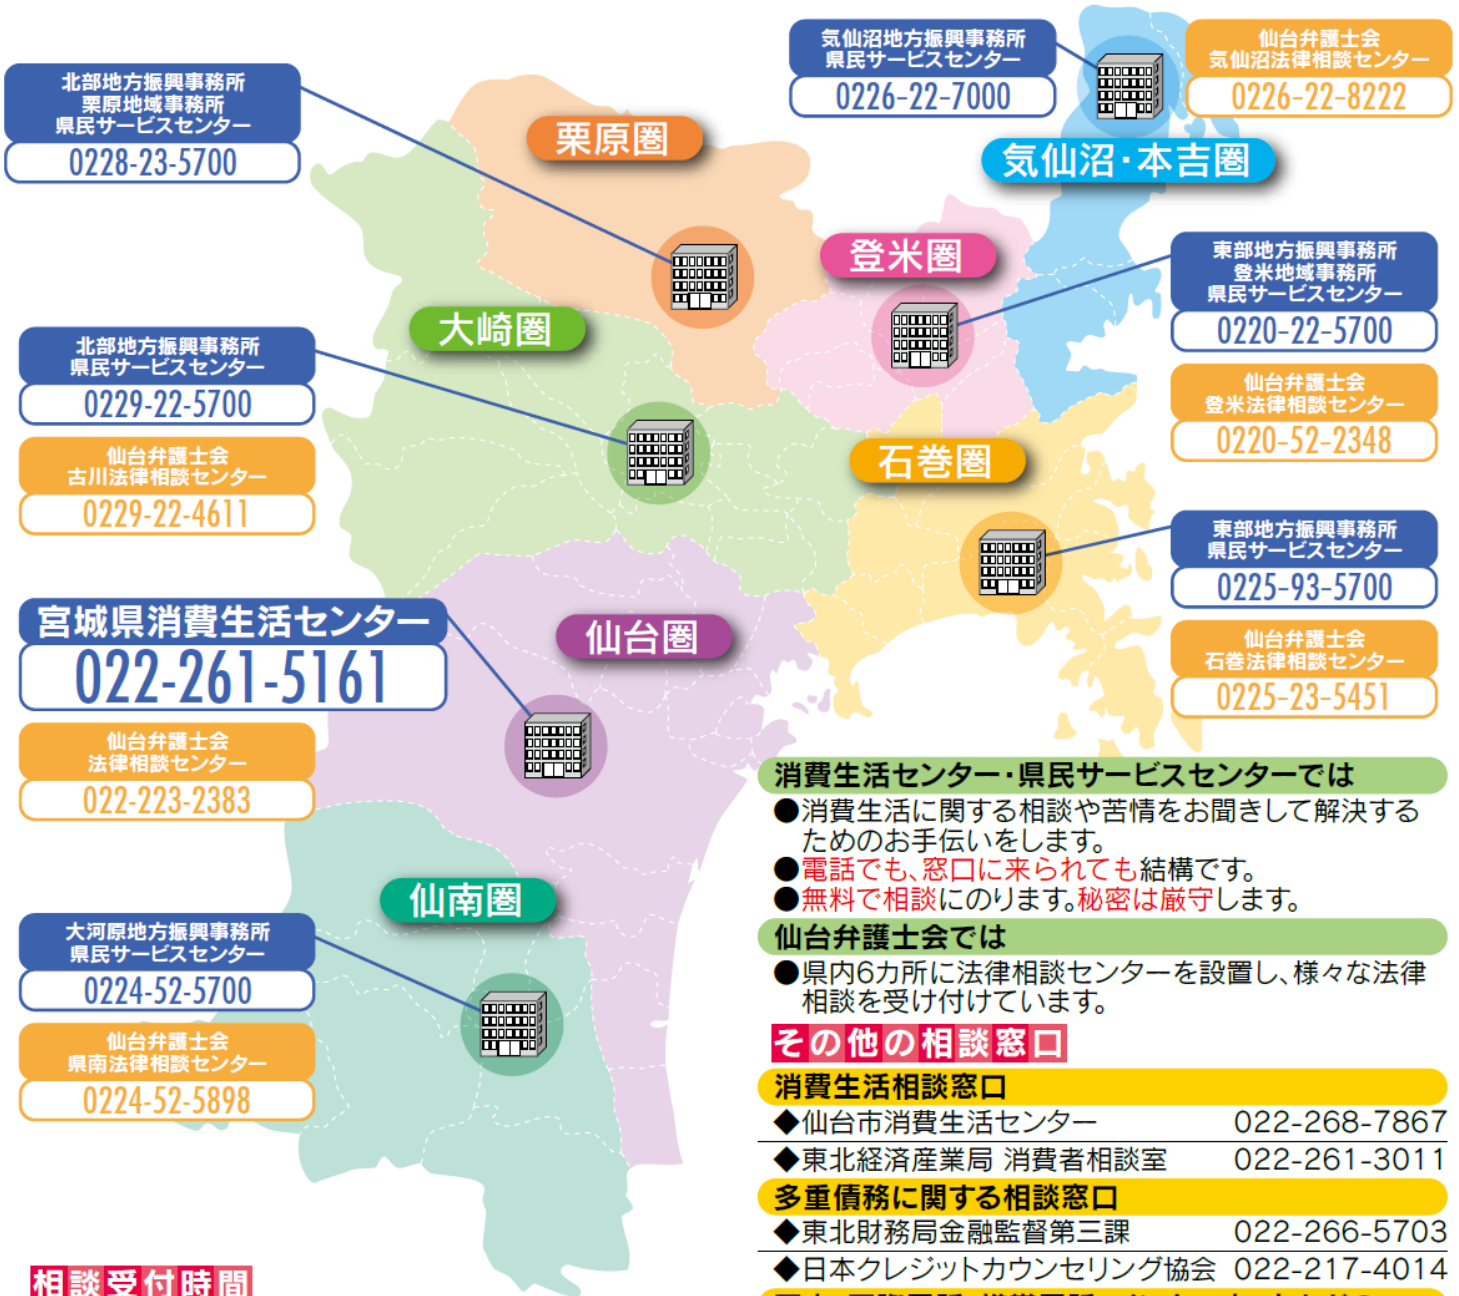 気仙沼地方振興事務所
県民サービスセンター
0226-22-7000
仙台弁護士会
気仙沼法律相談センター
0226-22-8222
北部地方振興事務所
栗原地域事務所
県民サービスセンター
0228-23-5700
栗原圏
気仙沼・本吉圏
登米圏
東部地方振興事務所
登米地域事務所
県民サービスセンター
0220-22-5700
大崎圏
北部地方振興事務所
県民サービスセンター
0229-22-5700
仙台弁護士会
登米法律相談センター
0220-52-2348
仙台弁護士会
古川法律相談センター
0229-22-4611
石巻圏
東部地方振興事務所
県民サービスセンター
0225-93-5700
宮城県消費生活センター
022-261-5161
仙台圏
仙台弁護士会
石巻法律相談センター
0225-23-5451
仙台弁護士会
法律相談センター
022-223-2383
仙南圏
大河原地方振興事務所
県民サービスセンター
0224-52-5700
仙台弁護士会
県南法律相談センター
0224-52-5898
消費生活センター・県民サービスセンターでは
●消費生活に関する相談や苦情をお聞きして解決する
ためのお手伝いをします。
●電話でも、窓口に来られても結構です。
●無料で相談にのります。秘密は厳守します。
仙台弁護士会では
●県内6カ所に法律相談センターを設置し、様々な法律
相談を受け付けています。
その他の相談窓口
消費生活相談窓口
◆仙台市消費生活センター 022-268-7867
◆東北経済産業局 消費者相談室 022-261-3011
多重債務に関する相談窓口
◆東北財務局金融監督第三課 022-266-5703
◆日本クレジットカウンセリング協会 022-217-4014
相談受付時間